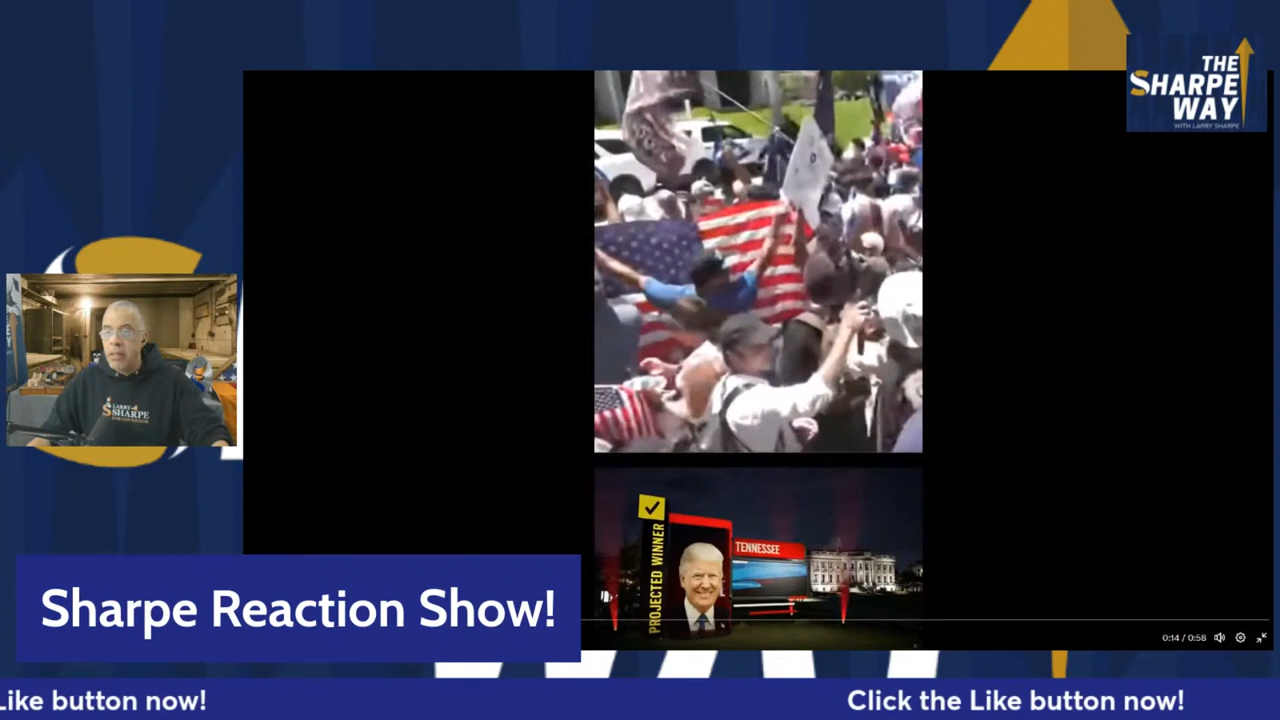 THE
SHARPE
WAY
WITH LARRY SHARPE
LARRY
SHARPE
FOR GOVERNOR
PROJECTED WINNER
TENNESSEE
0:14 / 0:58
Sharpe Reaction Show!
Like button now!
Click the Like button now!